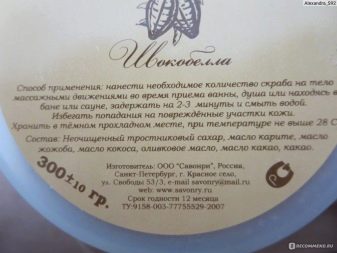 Alexandra_592
Шокобелла
Способ применения: нанести необходимое количество скраба на тело
массажными движениями во время приема ванны, душа или находясь в
бане или сауне, задержать на 2-3 минуты и смыть водой.
Избегать попадания на поврежденные участки кожи.
Хранить в тёмном прохладном месте, при температуре не выше 28 С
Состав: Неочищенный тростниковый сахар, масло карите, масло
жожоба, масло кокоса, оливковое масло, масло какао, какао.
300±10 гр.
Изготовитель: ООО "Савонри", Россия,
Санкт-Петербург, г. Красное село,
ул. Свободы 53/3, e-mail savonry@mail.ru
web: www.savonry.ru
Срок годности 12 месяца
ТУ:9158-003-77755529-2007
IRECOMMEND.RU